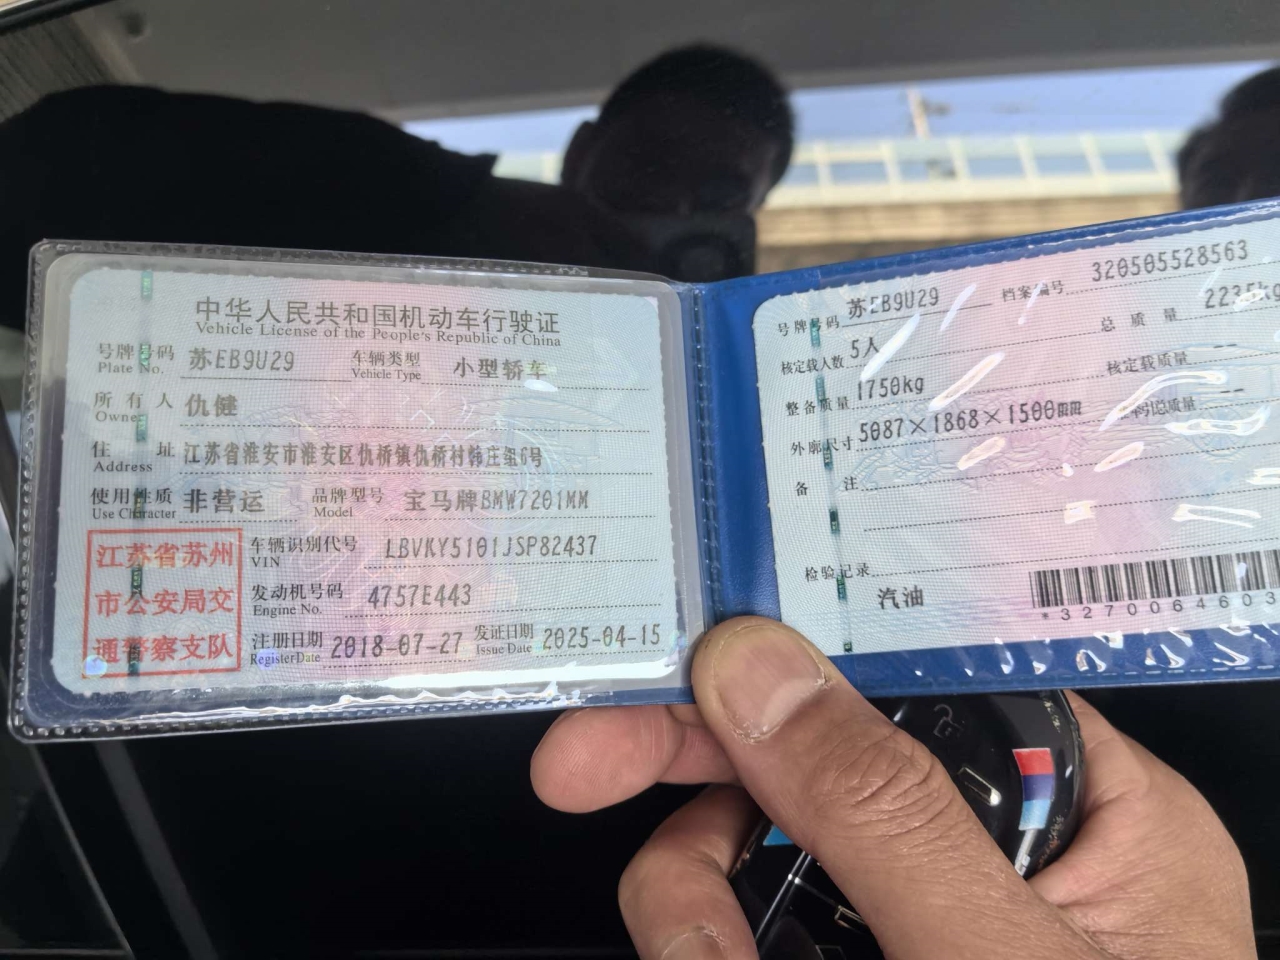 中华人民共和国机动车行驶证
Vehicle License of the People's Republic of China
号牌号码 苏EB9U29 车辆类型 小型轿车
Plate No. Vehicle Type
所有人 仇健
Owner
住址 江苏省淮安市淮安区仇桥镇仇桥村韩庄组6号
Address
使用性质 非营运 品牌型号 宝马牌BMW7201MM
Use Character Model
江苏省苏州
市公安局交
通警察支队
车辆识别代号 LBVKY5101JSP82437
VIN
发动机号码 4757E443
Engine No.
注册日期 2018-07-27 发证日期 2025-04-15
Register Date Issue Date
号牌号码 苏EB9U29 档案编号 320505528563
核定载人数 5人 总质量 2235kg
整备质量 1750kg 核定载质量 --
外廓尺寸 5087×1868×1500mm 质量 --
备注
检验记录
汽油
*3270064603